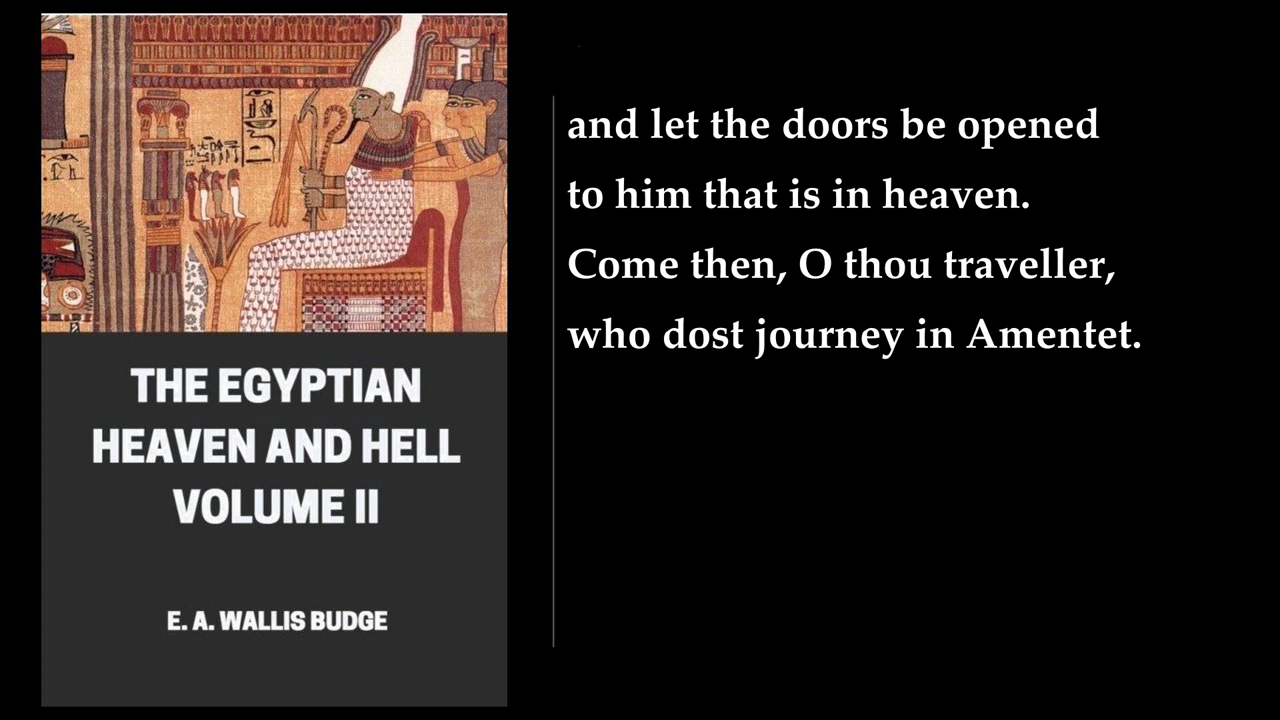 THE EGYPTIAN
HEAVEN AND HELL
VOLUME II
E. A. WALLIS BUDGE
and let the doors be opened
to him that is in heaven.
Come then, O thou traveller,
who dost journey in Amentet.